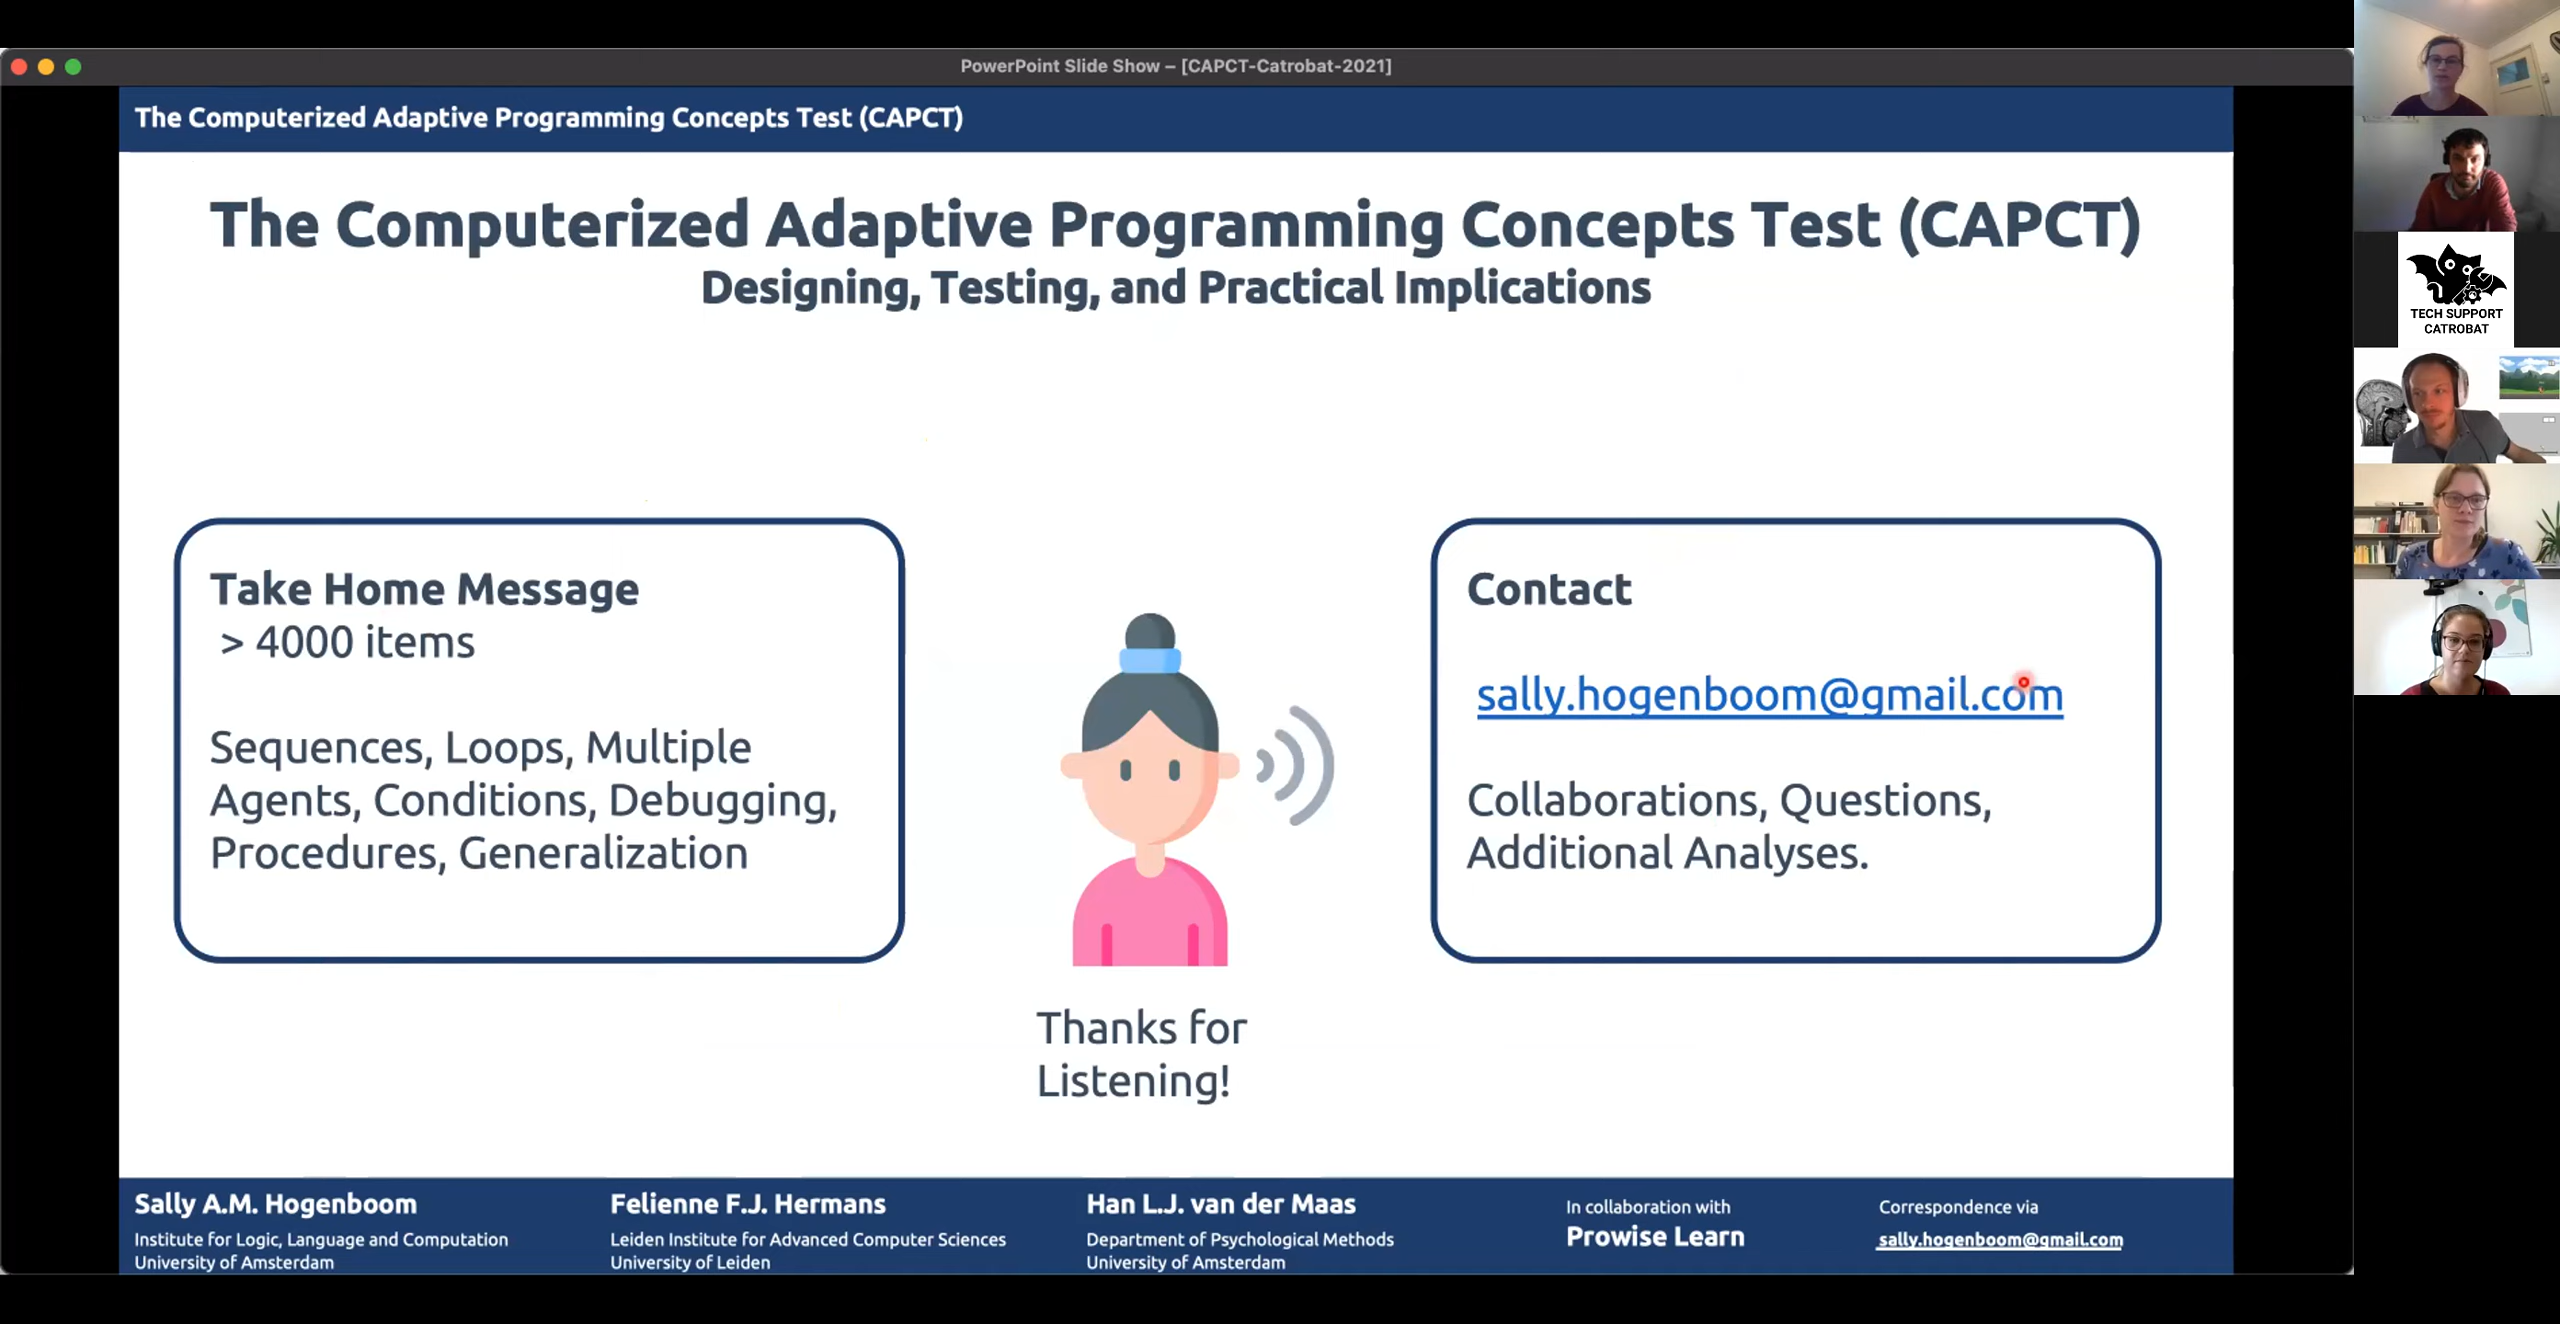 PowerPoint Slide Show – [CAPCT-Catrobat-2021]
The Computerized Adaptive Programming Concepts Test (CAPCT)
The Computerized Adaptive Programming Concepts Test (CAPCT)
Designing, Testing, and Practical Implications
Take Home Message
> 4000 items
Sequences, Loops, Multiple
Agents, Conditions, Debugging,
Procedures, Generalization
Thanks for
Listening!
Contact
sally.hogenboom@gmail.com
Collaborations, Questions,
Additional Analyses.
Sally A.M. Hogenboom
Institute for Logic, Language and Computation
University of Amsterdam
Felienne F.J. Hermans
Leiden Institute for Advanced Computer Sciences
University of Leiden
Han L.J. van der Maas
Department of Psychological Methods
University of Amsterdam
In collaboration with
Prowise Learn
Correspondence via
sally.hogenboom@gmail.com
TECH SUPPORT
CATROBAT